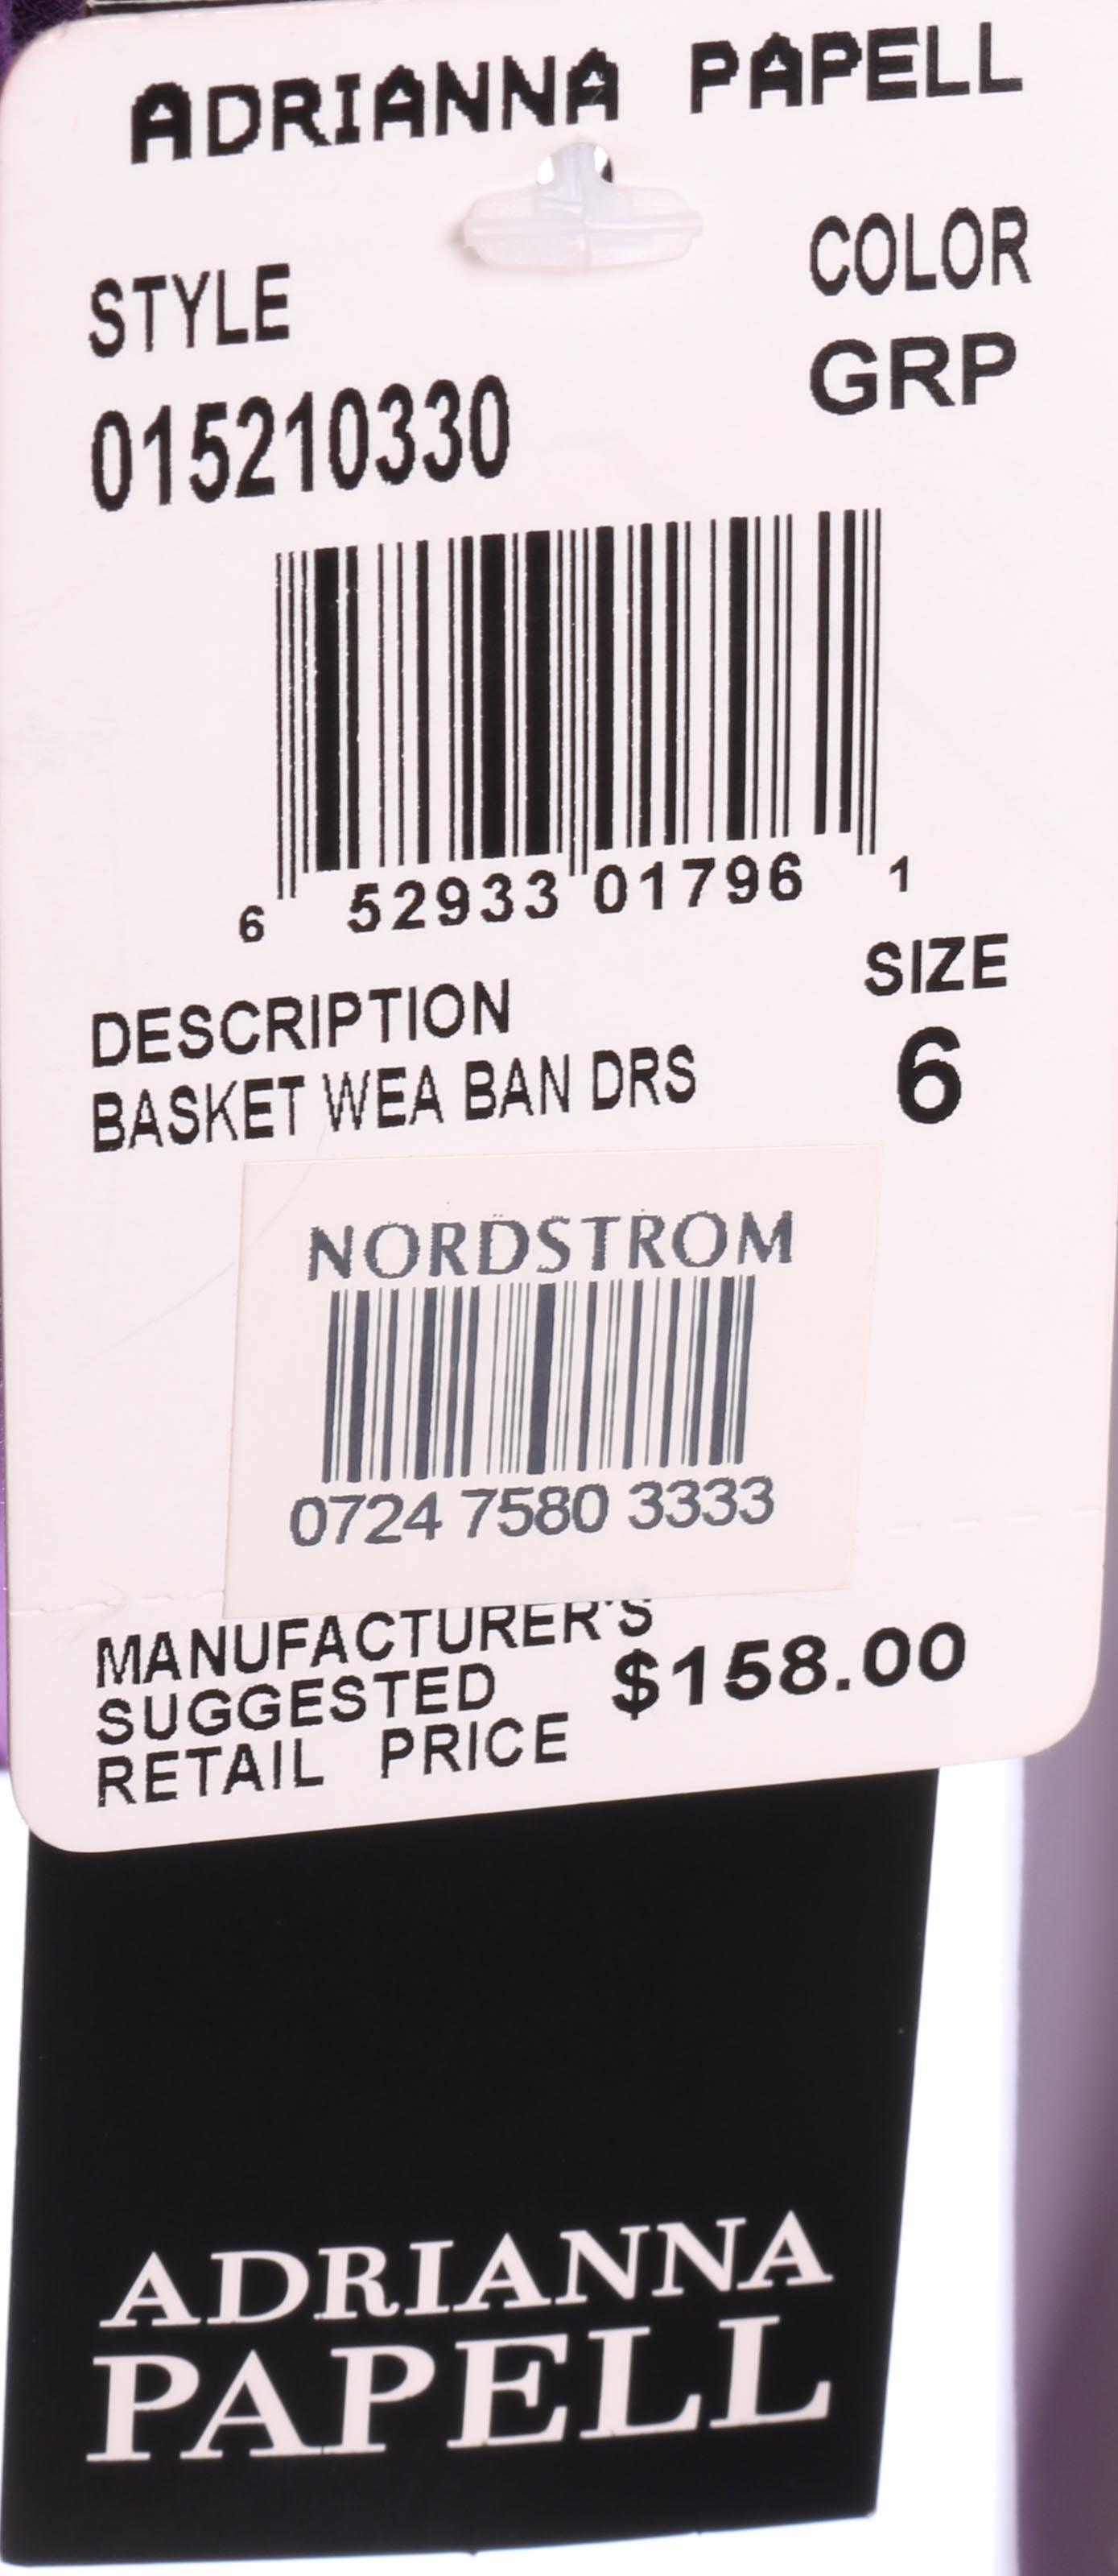 ADRIANNA PAPELL
STYLE COLOR
015210330 GRP
6 52933 01796 1
DESCRIPTION SIZE
BASKET WEA BAN DRS 6
NORDSTROM
0724 7580 3333
MANUFACTURER'S
SUGGESTED $158.00
RETAIL PRICE
ADRIANNA
PAPELL